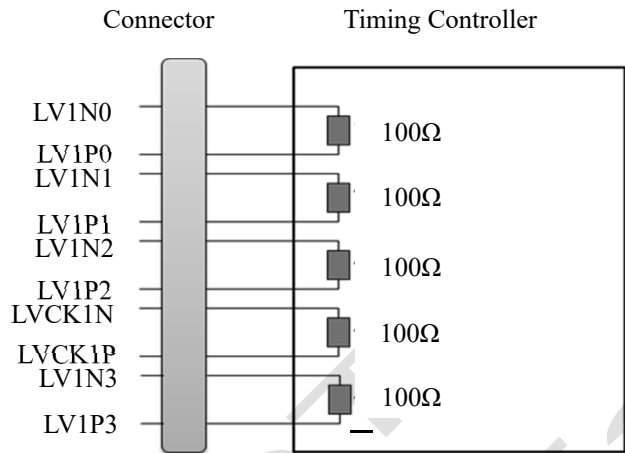 Connector Timing Controller
LV1N0
100Ω
LV1P0
LV1N1
100Ω
LV1P1
LV1N2
100Ω
LV1P2
LVCK1N
100Ω
LVCK1P
LV1N3
100Ω
LV1P3